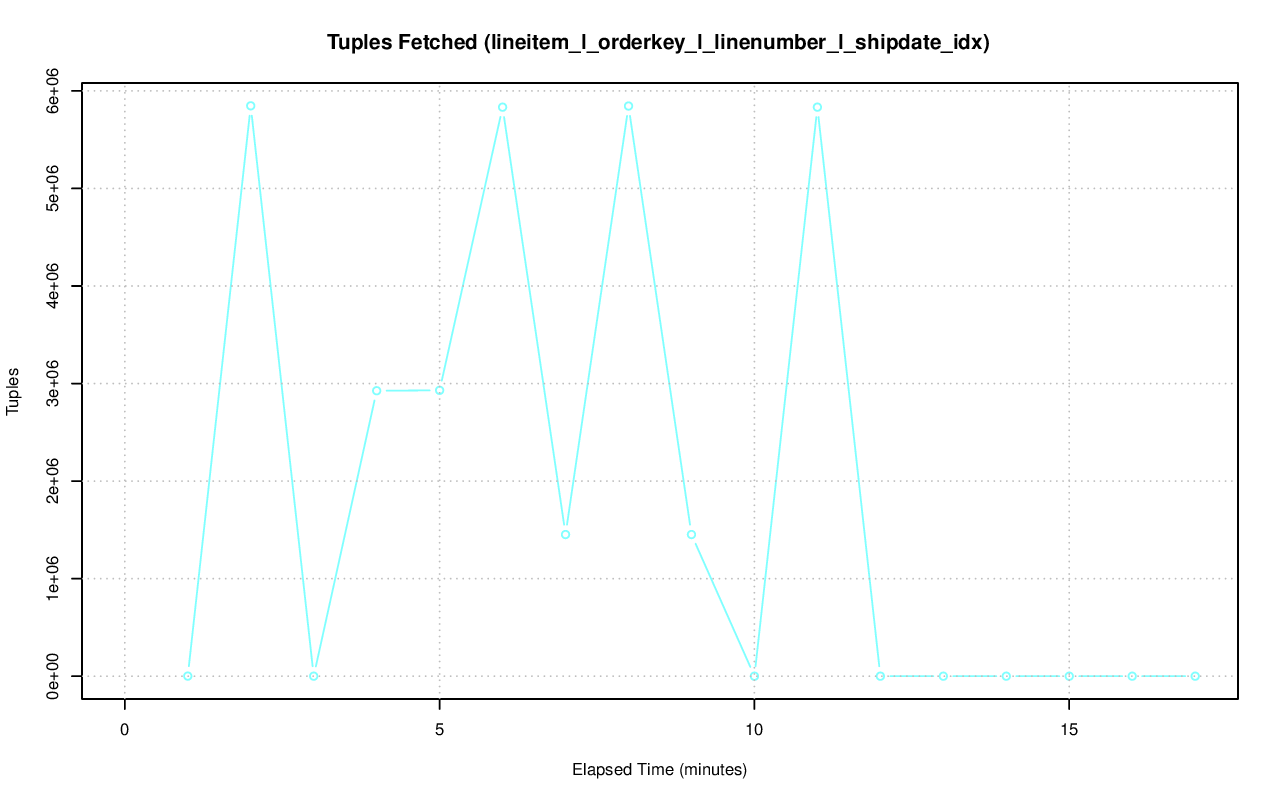 Tuples Fetched (lineitem_l_orderkey_l_linenumber_l_shipdate_idx)
6e+06
5e+06
4e+06
3e+06
2e+06
1e+06
0e+00
Tuples
0 5 10 15
Elapsed Time (minutes)